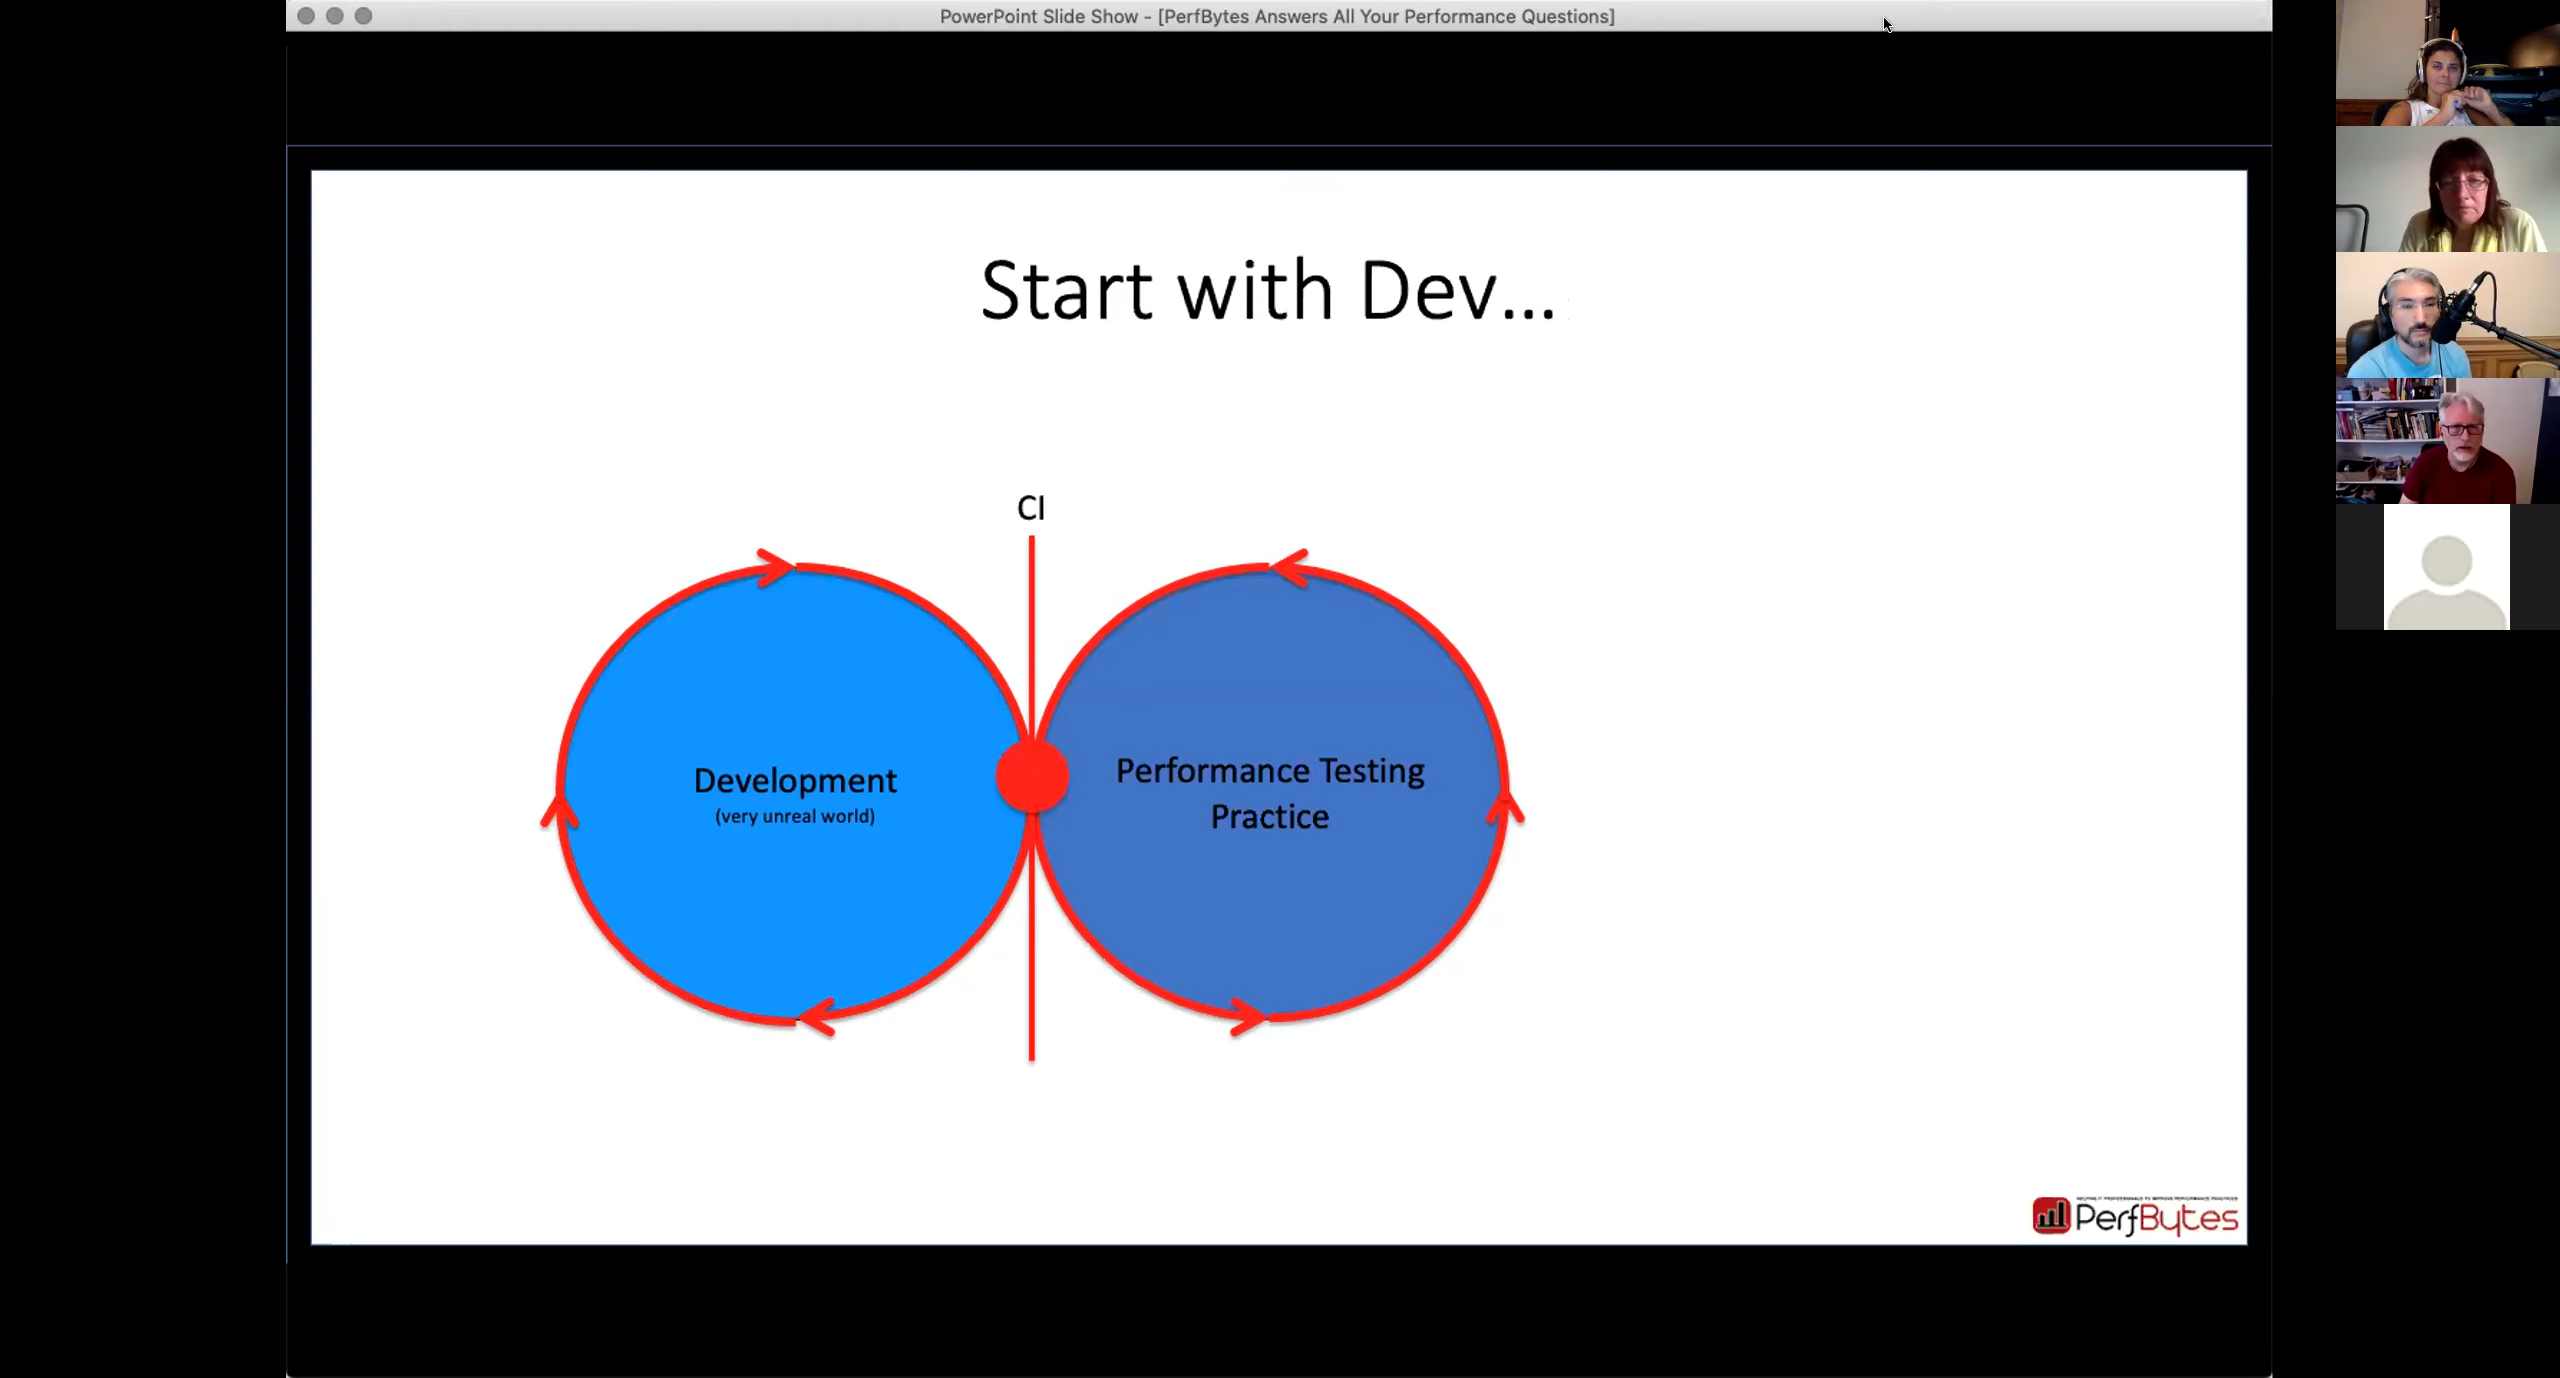 PowerPoint Slide Show - [PerfBytes Answers All Your Performance Questions]
Start with Dev...
CI
Development
(very unreal world)
Performance Testing
Practice
PerfBytes